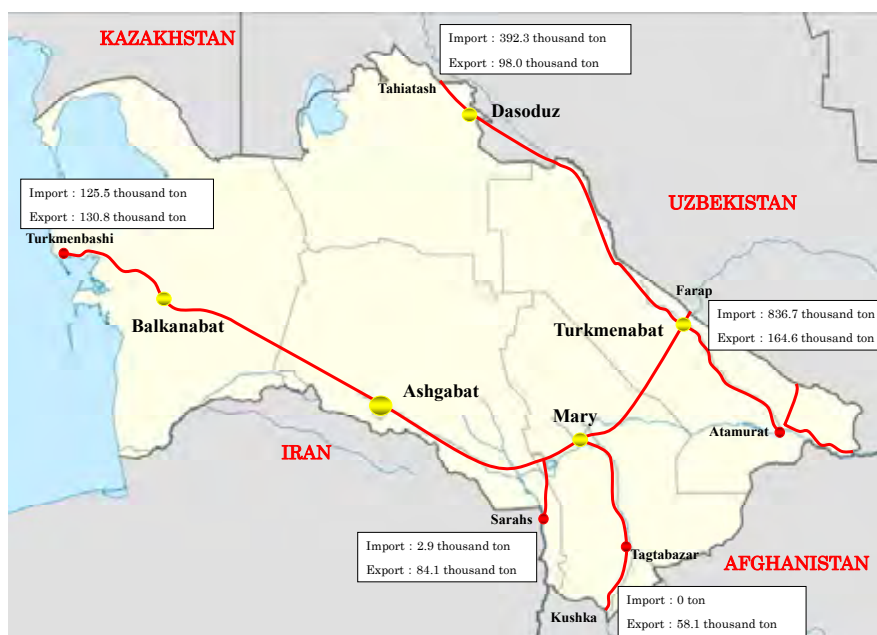 KAZAKHSTAN
Import : 392.3 thousand ton
Export : 98.0 thousand ton
Tahiatash
Dasoduz
Import : 125.5 thousand ton
Export : 130.8 thousand ton
Turkmenbashi
UZBEKISTAN
Farap
Import : 836.7 thousand ton
Export : 164.6 thousand ton
Balkanabat
Turkmenabat
Ashgabat
Mary
Atamurat
IRAN
Sarahs
Import : 2.9 thousand ton
Export : 84.1 thousand ton
Tagtabazar
AFGHANISTAN
Kushka
Import : 0 ton
Export : 58.1 thousand ton